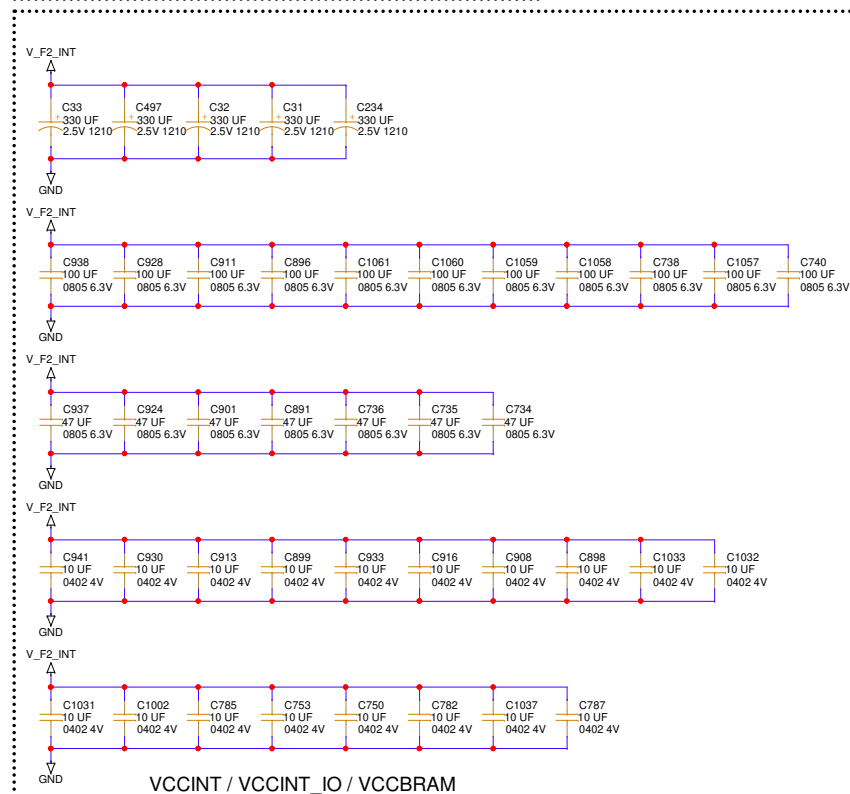 V_F2_INT
C33 C497 C32 C31 C234
+ 330 UF + 330 UF + 330 UF + 330 UF + 330 UF
2.5V 1210 2.5V 1210 2.5V 1210 2.5V 1210 2.5V 1210
GND
V_F2_INT
C938 C928 C911 C896 C1061 C1060 C1059 C1058 C738 C1057 C740
100 UF 100 UF 100 UF 100 UF 100 UF 100 UF 100 UF 100 UF 100 UF 100 UF 100 UF
0805 6.3V 0805 6.3V 0805 6.3V 0805 6.3V 0805 6.3V 0805 6.3V 0805 6.3V 0805 6.3V 0805 6.3V 0805 6.3V 0805 6.3V
GND
V_F2_INT
C937 C924 C901 C891 C736 C735 C734
47 UF 47 UF 47 UF 47 UF 47 UF 47 UF 47 UF
0805 6.3V 0805 6.3V 0805 6.3V 0805 6.3V 0805 6.3V 0805 6.3V 0805 6.3V
GND
V_F2_INT
C941 C930 C913 C899 C933 C916 C908 C898 C1033 C1032
10 UF 10 UF 10 UF 10 UF 10 UF 10 UF 10 UF 10 UF 10 UF 10 UF
0402 4V 0402 4V 0402 4V 0402 4V 0402 4V 0402 4V 0402 4V 0402 4V 0402 4V 0402 4V
GND
V_F2_INT
C1031 C1002 C785 C753 C750 C782 C1037 C787
10 UF 10 UF 10 UF 10 UF 10 UF 10 UF 10 UF 10 UF
0402 4V 0402 4V 0402 4V 0402 4V 0402 4V 0402 4V 0402 4V 0402 4V
GND
VCCINT / VCCINT_IO / VCCBRAM